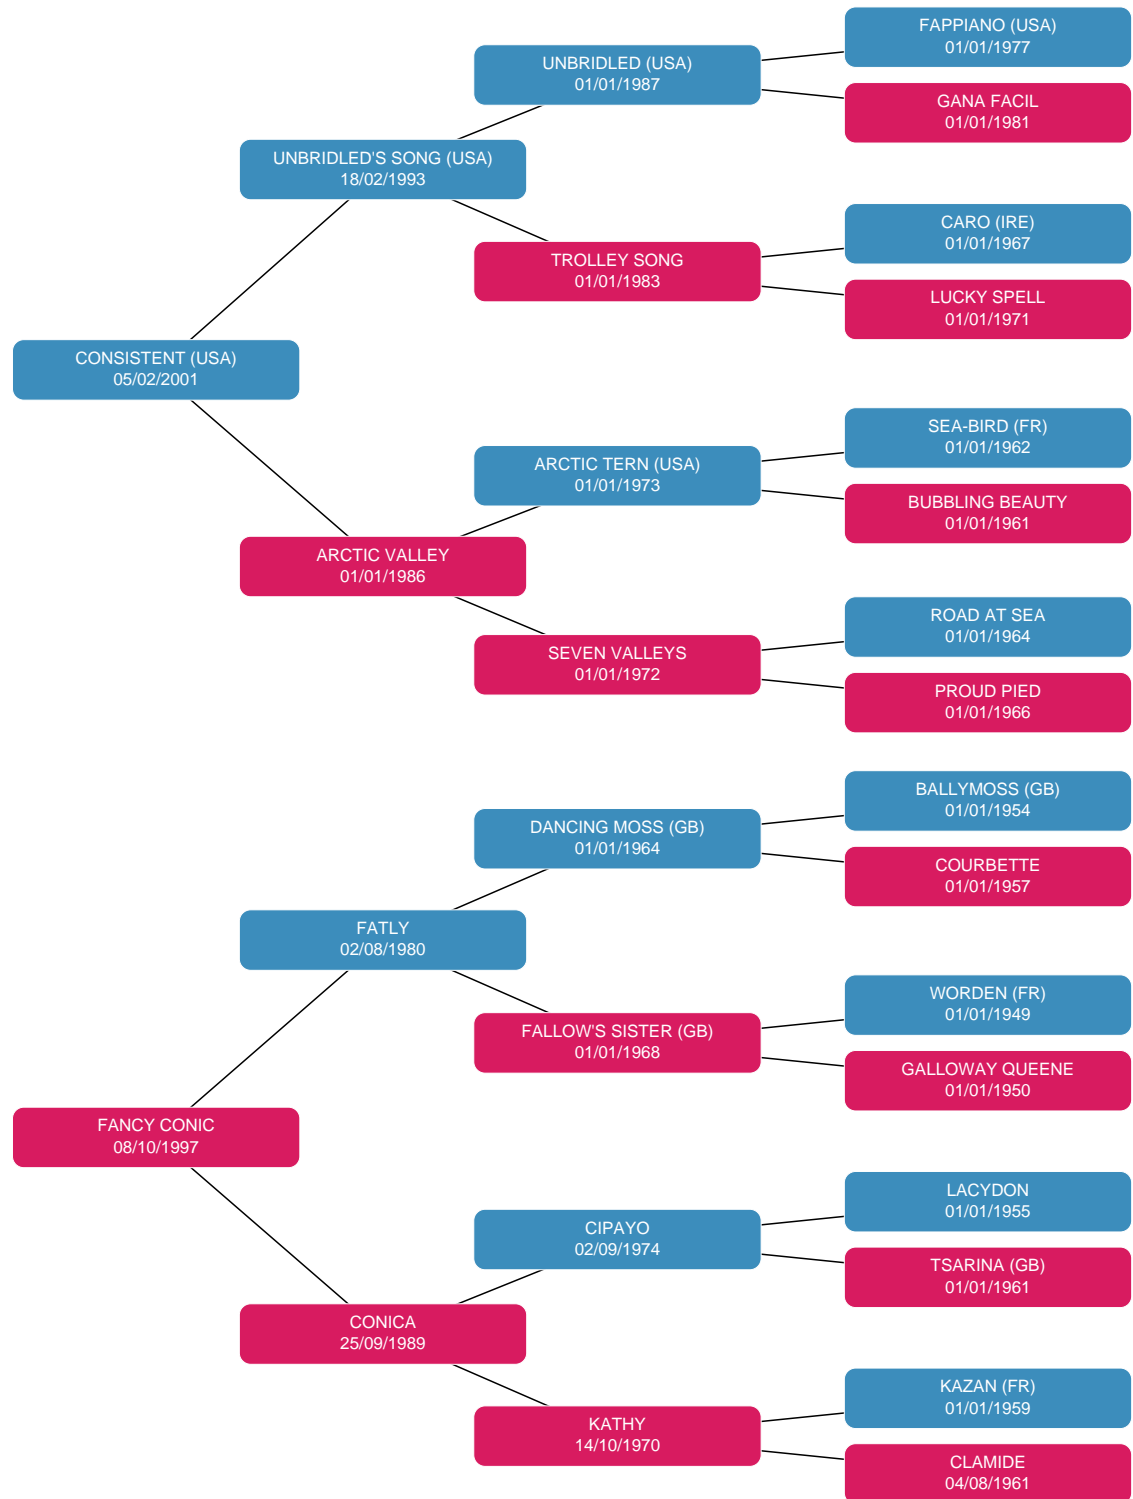 FAPPIANO (USA)
01/01/1977
UNBRIDLED (USA)
01/01/1987
GANA FACIL
01/01/1981
UNBRIDLED'S SONG (USA)
18/02/1993
CARO (IRE)
01/01/1967
TROLLEY SONG
01/01/1983
LUCKY SPELL
01/01/1971
CONSISTENT (USA)
05/02/2001
SEA-BIRD (FR)
01/01/1962
ARCTIC TERN (USA)
01/01/1973
BUBBLING BEAUTY
01/01/1961
ARCTIC VALLEY
01/01/1986
ROAD AT SEA
01/01/1964
SEVEN VALLEYS
01/01/1972
PROUD PIED
01/01/1966
BALLYMOSS (GB)
01/01/1954
DANCING MOSS (GB)
01/01/1964
COURBETTE
01/01/1957
FATLY
02/08/1980
WORDEN (FR)
01/01/1949
FALLOW'S SISTER (GB)
01/01/1968
GALLOWAY QUEENE
01/01/1950
FANCY CONIC
08/10/1997
LACYDON
01/01/1955
CIPAYO
02/09/1974
TSARINA (GB)
01/01/1961
CONICA
25/09/1989
KAZAN (FR)
01/01/1959
KATHY
14/10/1970
CLAMIDE
04/08/1961